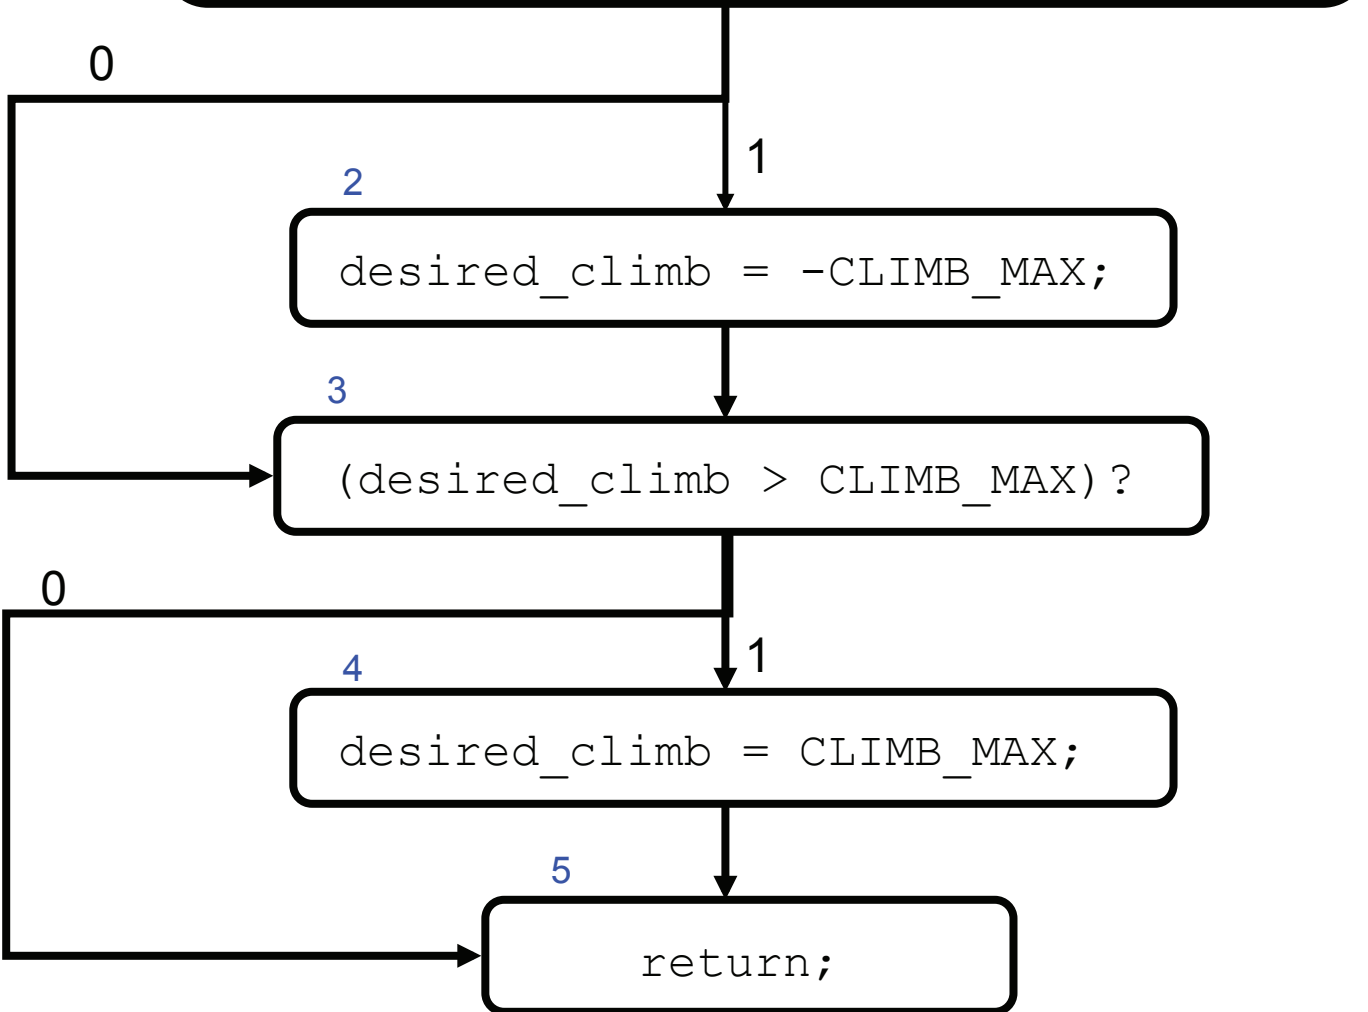 0
1
2
desired_climb = -CLIMB_MAX;
3
(desired_climb > CLIMB_MAX)?
0
1
4
desired_climb = CLIMB_MAX;
5
return;